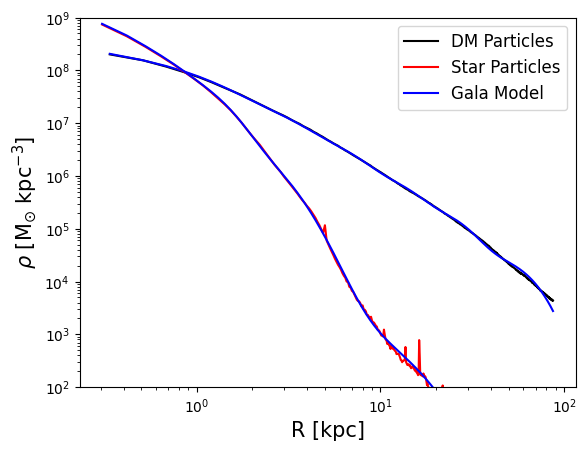 10⁹
10⁸
10⁷
10⁶
10⁵
10⁴
10³
10²
ρ [M⊙ kpc⁻³]
DM Particles
Star Particles
Gala Model
10⁰ 10¹ 10²
R [kpc]